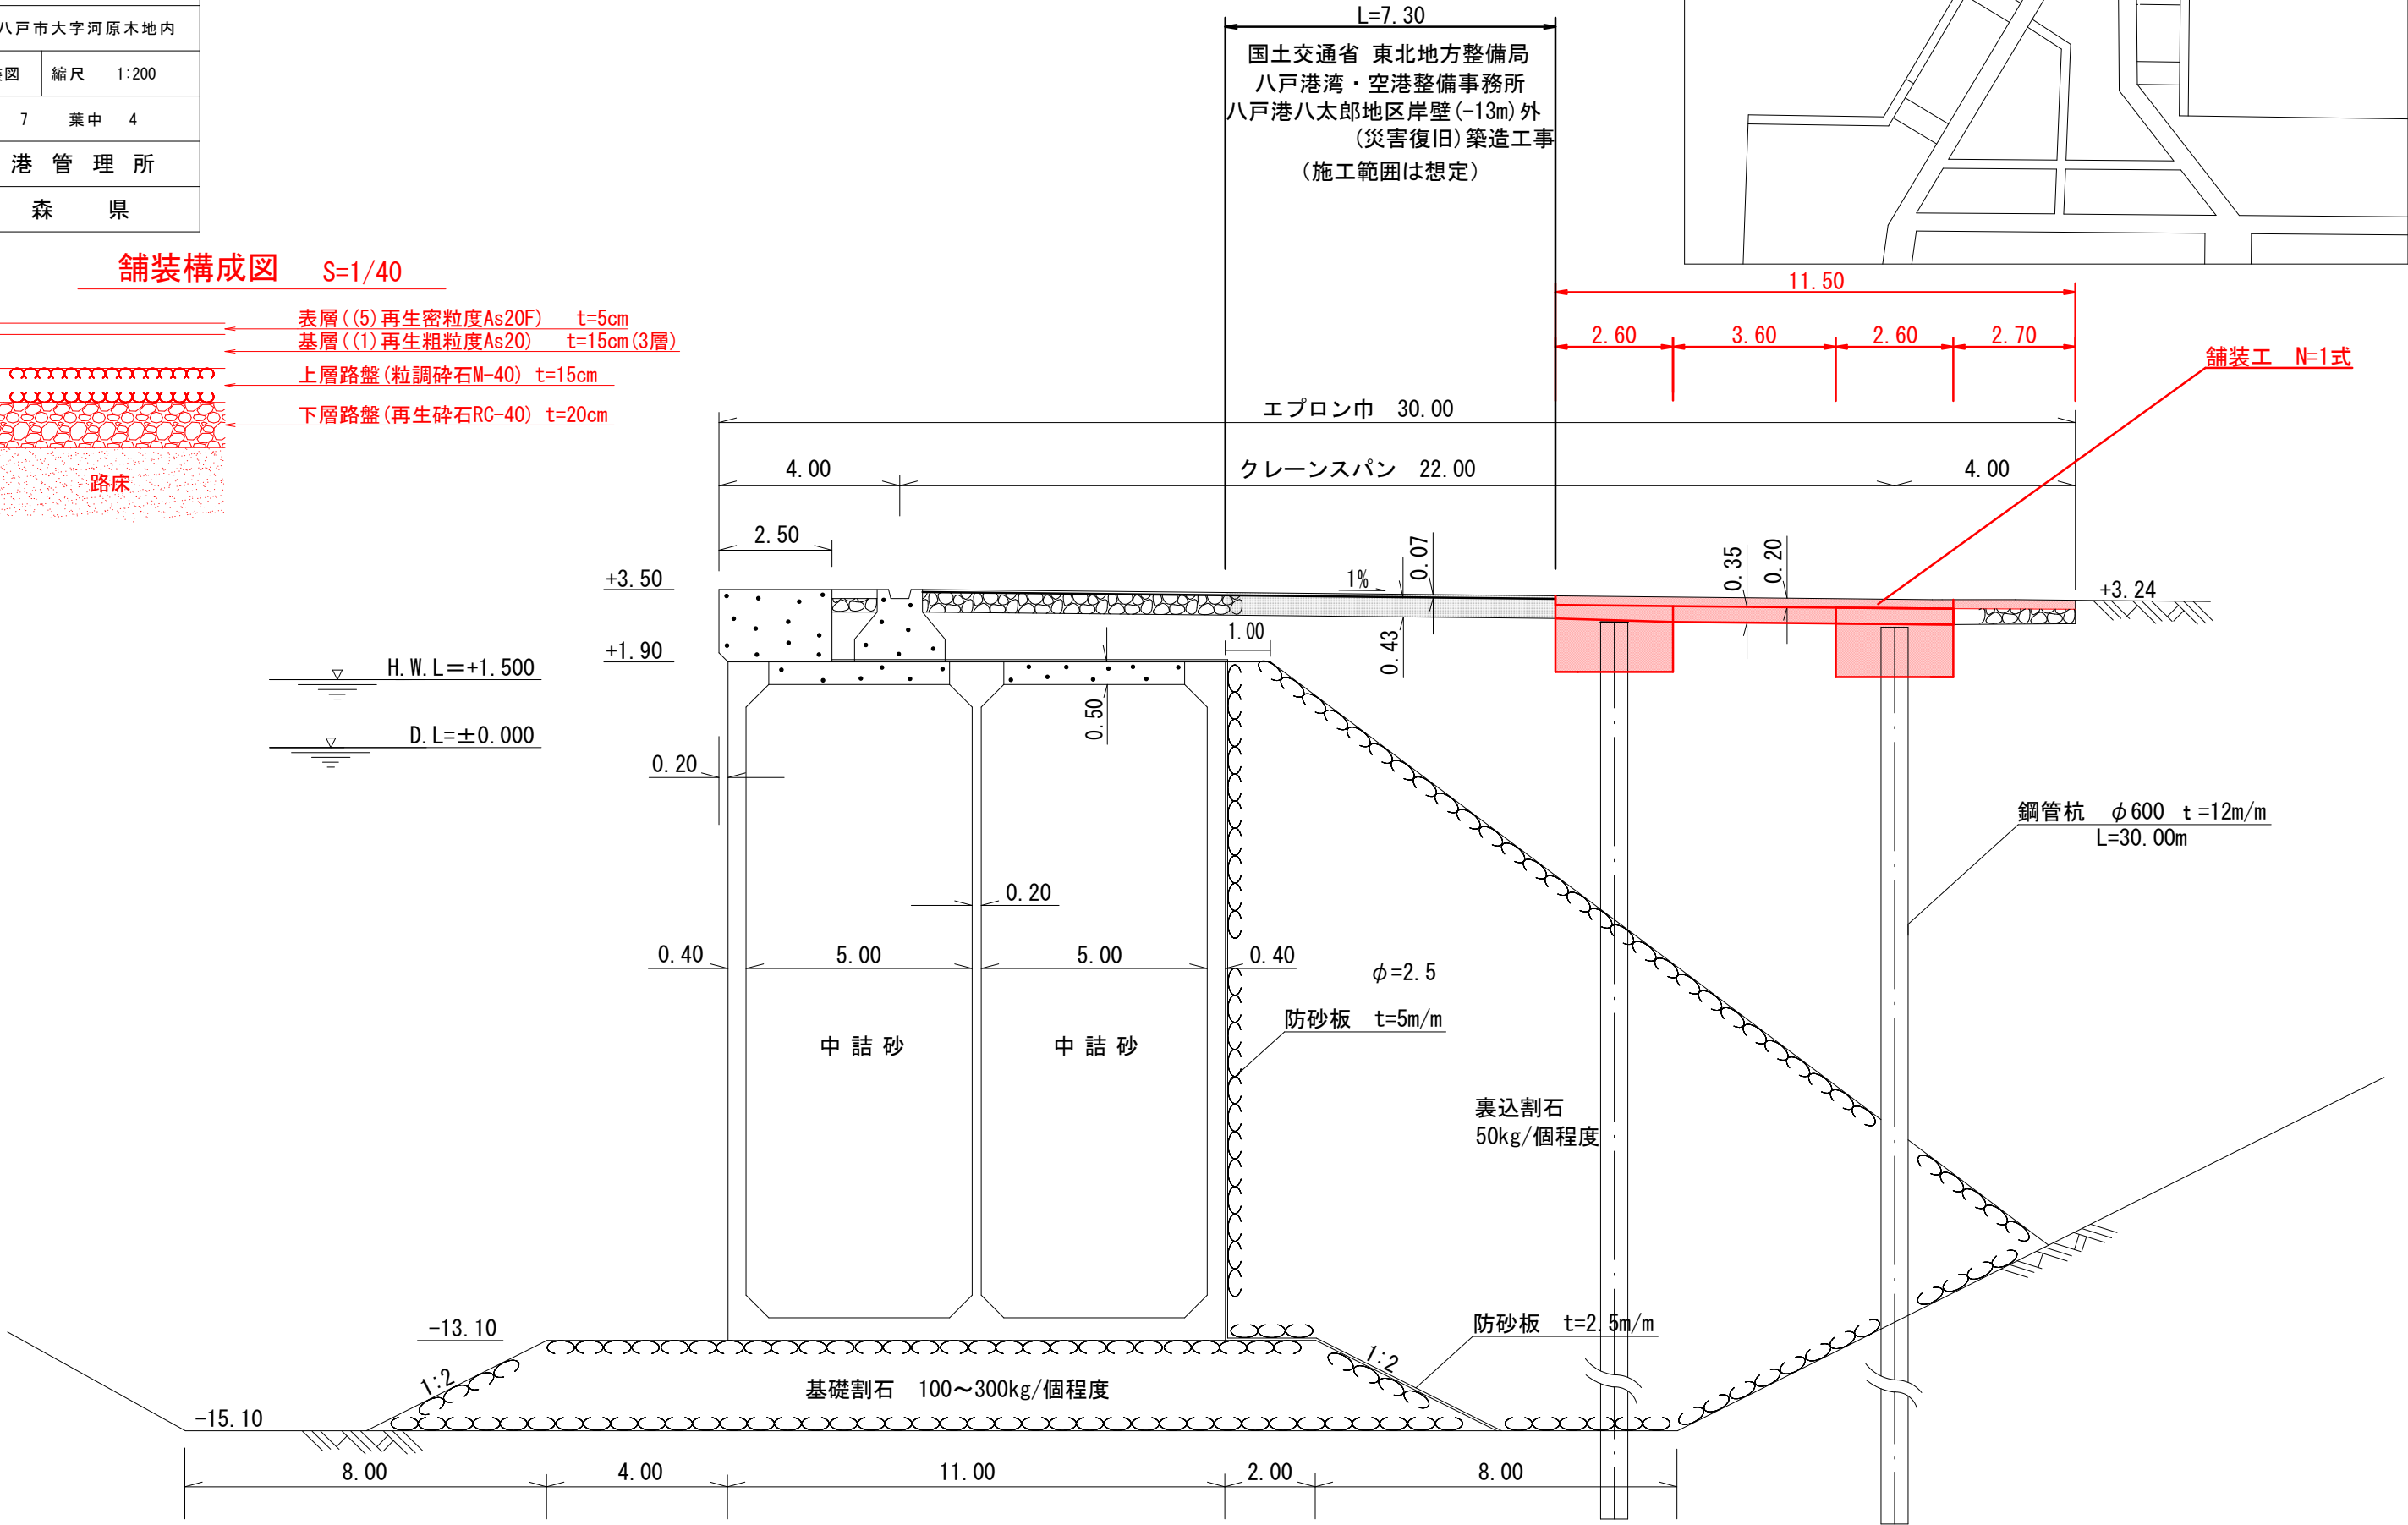 八戸市大字河原木地内
図 縮尺 1:200
7 葉中 4
港管理所
森 県
舗装構成図 S=1/40
表層((5)再生密粒度As20F) t=5cm
基層((1)再生粗粒度As20) t=15cm(3層)
上層路盤(粒調砕石M-40) t=15cm
下層路盤(再生砕石RC-40) t=20cm
路床
L=7.30
国土交通省 東北地方整備局
八戸港湾・空港整備事務所
八戸港八太郎地区岸壁(-13m)外
(災害復旧)築造工事
(施工範囲は想定)
11.50
2.60 3.60 2.60 2.70
舗装工 N=1式
エプロン巾 30.00
4.00 クレーンスパン 22.00 4.00
2.50
+3.50
1%
0.07
0.35
0.20
+3.24
+1.90
1.00
0.43
H.W.L=+1.500
0.50
D.L=±0.000
0.20
鋼管杭 φ600 t=12m/m
L=30.00m
0.20
0.40 5.00 5.00 0.40
φ=2.5
防砂板 t=5m/m
中詰砂 中詰砂
裏込割石
50kg/個程度
-13.10
防砂板 t=2.5m/m
1:2
1:2
基礎割石 100~300kg/個程度
-15.10
8.00 4.00 11.00 2.00 8.00